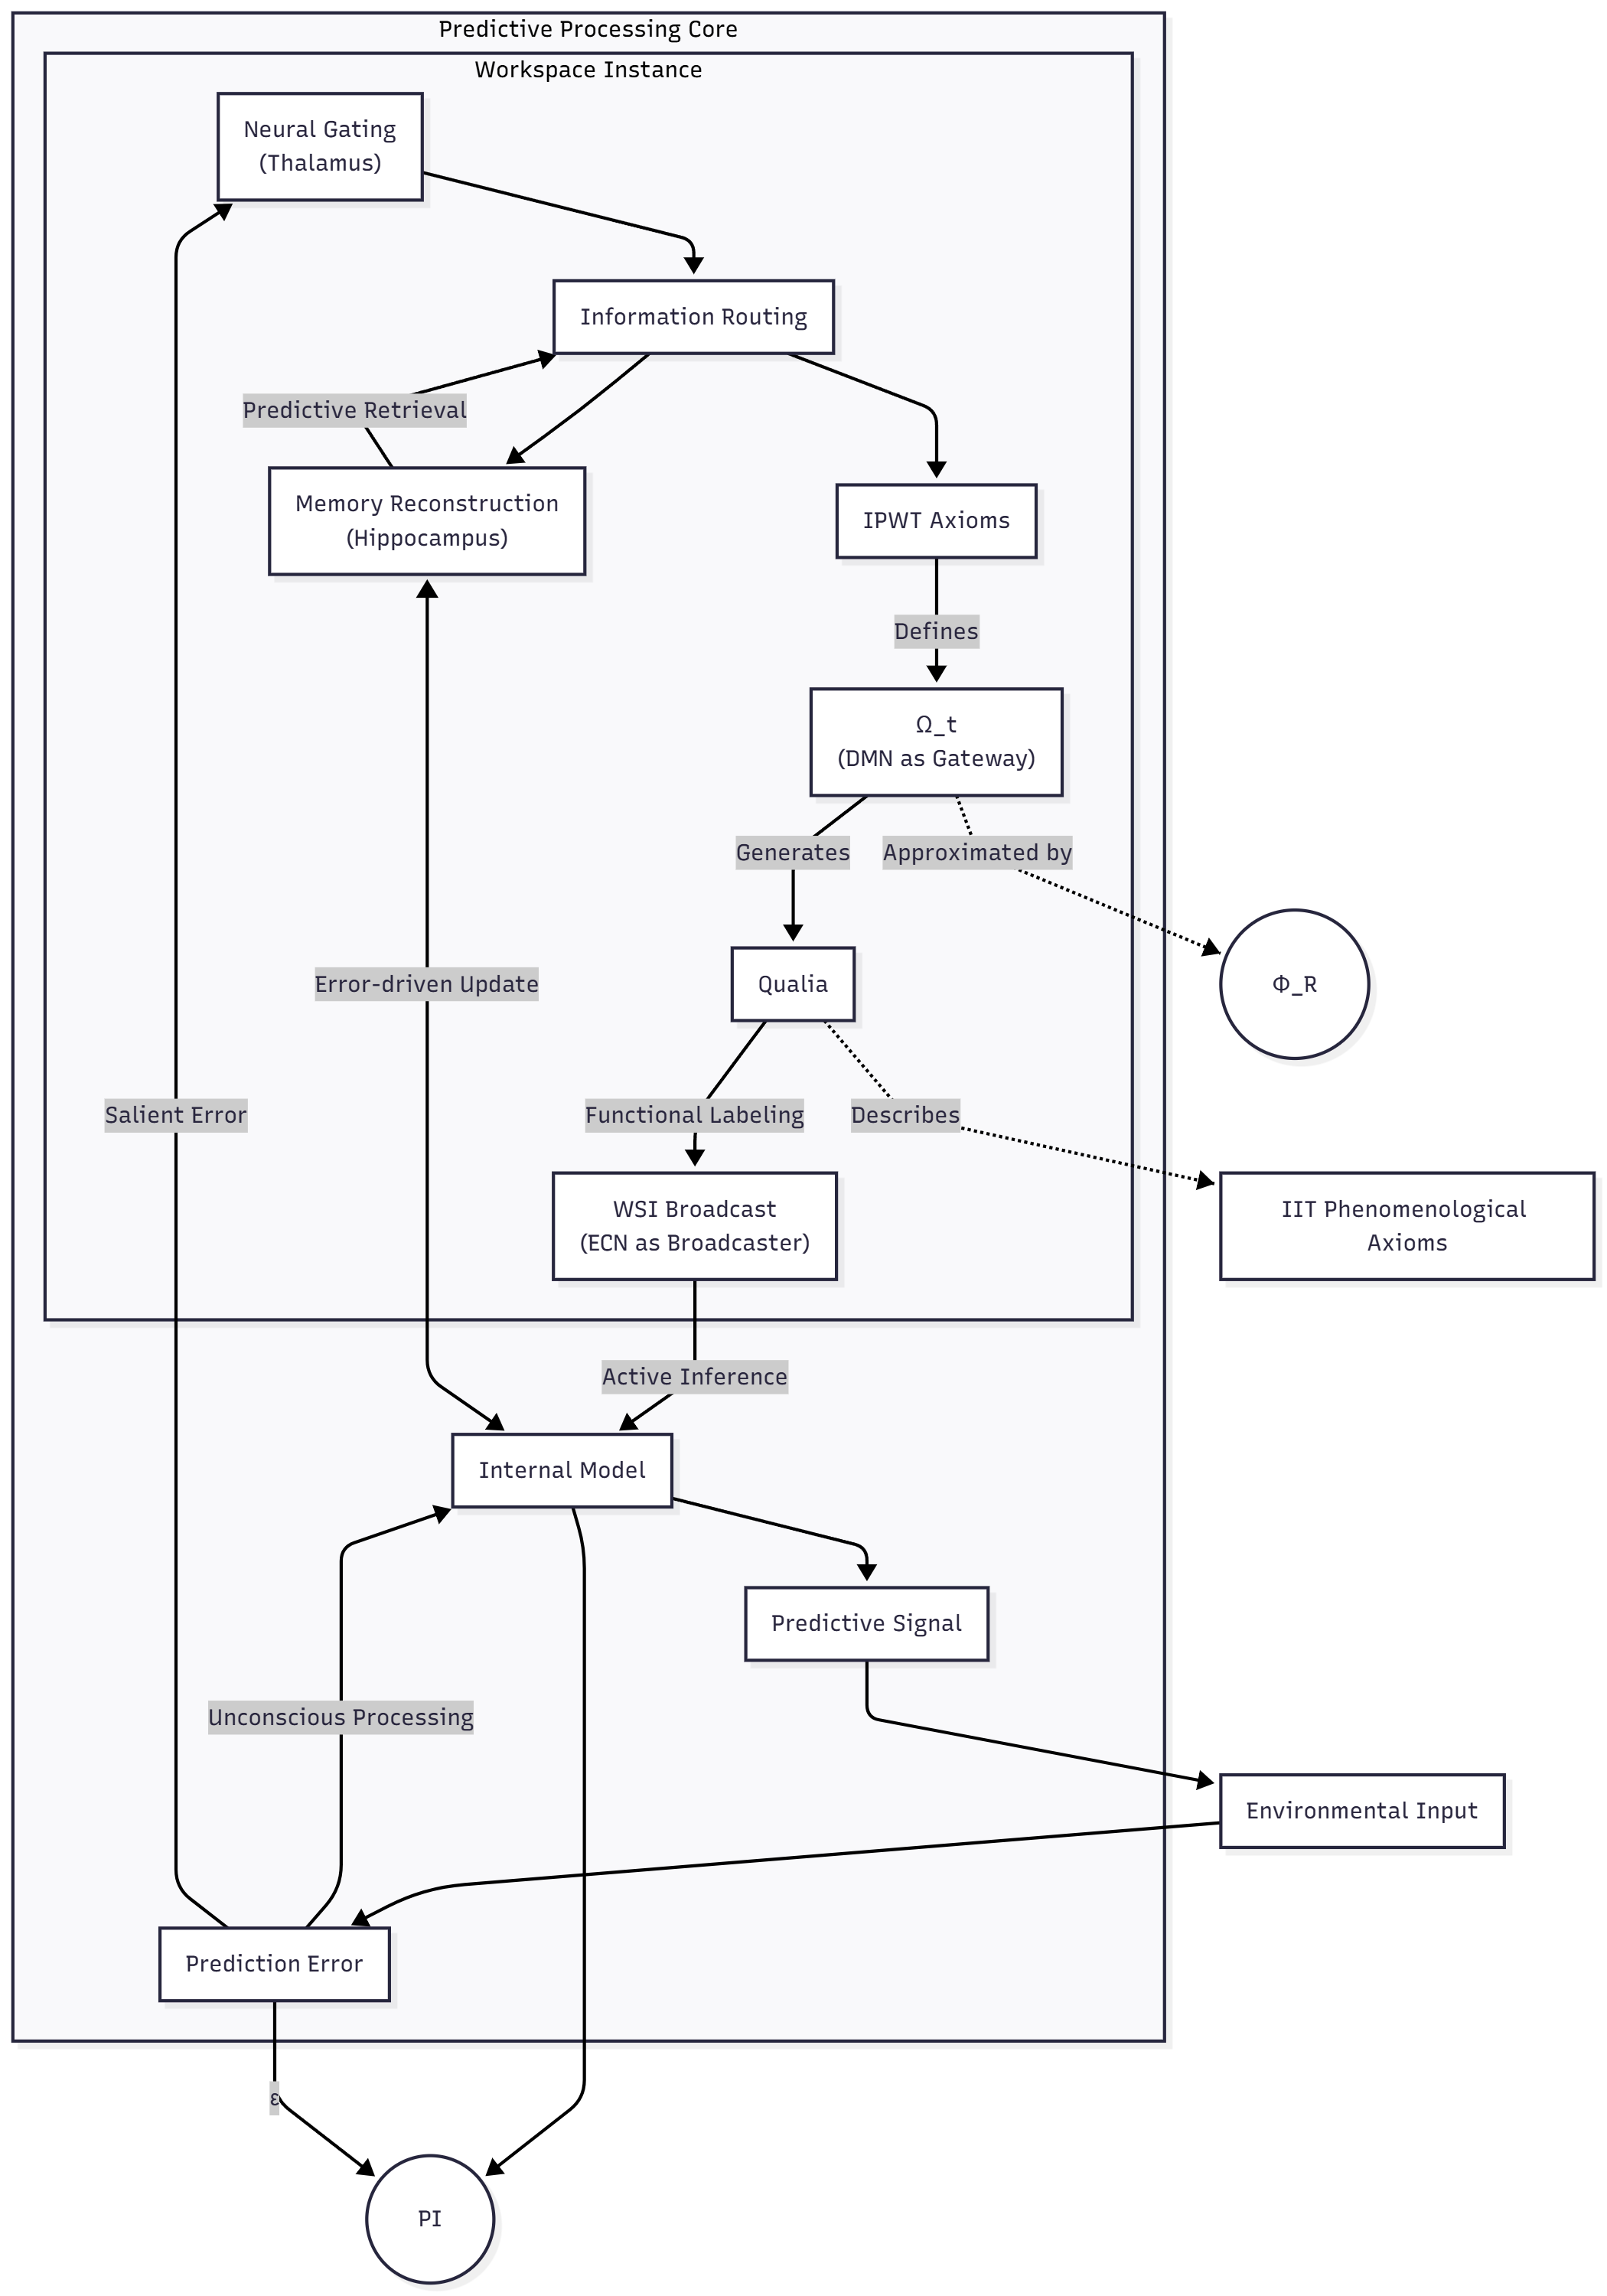 Predictive Processing Core
Workspace Instance
Neural Gating
(Thalamus)
Information Routing
Predictive Retrieval
Memory Reconstruction
(Hippocampus)
IPWT Axioms
Defines
Ω_t
(DMN as Gateway)
Generates
Approximated by
Qualia
Φ_R
Error-driven Update
Salient Error
Functional Labeling
Describes
WSI Broadcast
(ECN as Broadcaster)
IIT Phenomenological
Axioms
Active Inference
Internal Model
Predictive Signal
Unconscious Processing
Environmental Input
Prediction Error
ε
PI